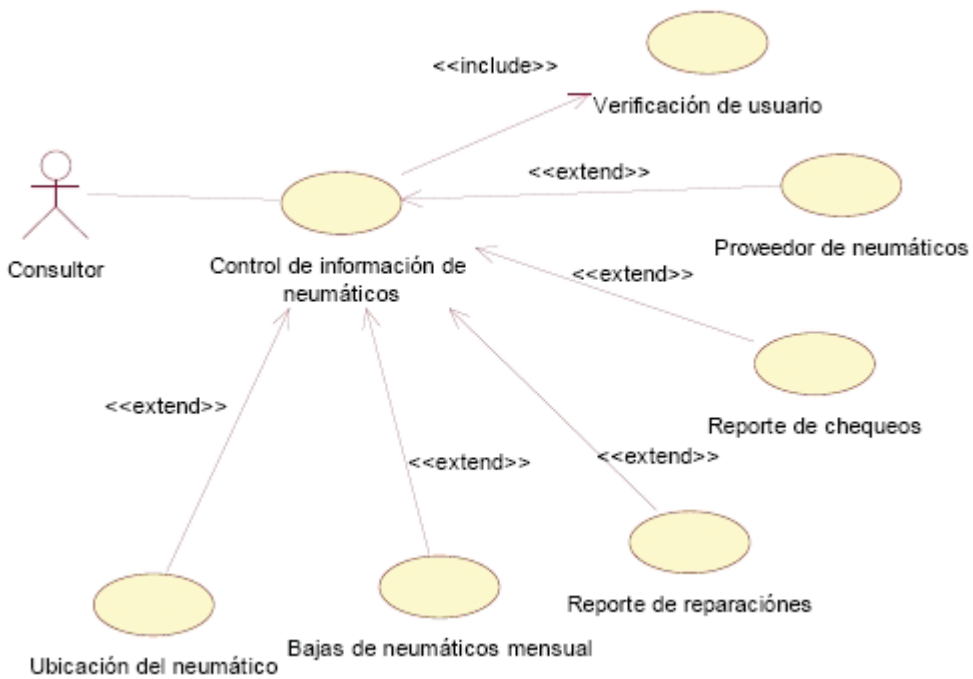 <<include>>
Verificación de usuario
<<extend>>
Proveedor de neumáticos
Consultor
Control de información de
neumáticos
<<extend>>
<<extend>>
Reporte de chequeos
<<extend>>
<<extend>>
Reporte de reparaciónes
Bajas de neumáticos mensual
Ubicación del neumático